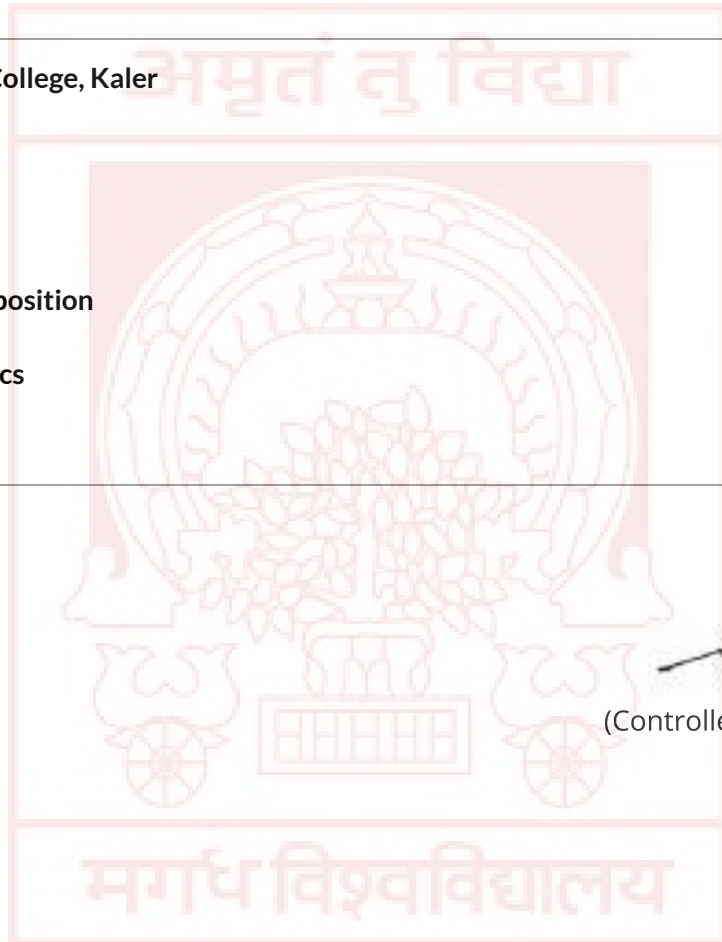 अमृतं तु विद्या
College, Kaler
position
cs
(Controlle
मगध विश्वविद्यालय